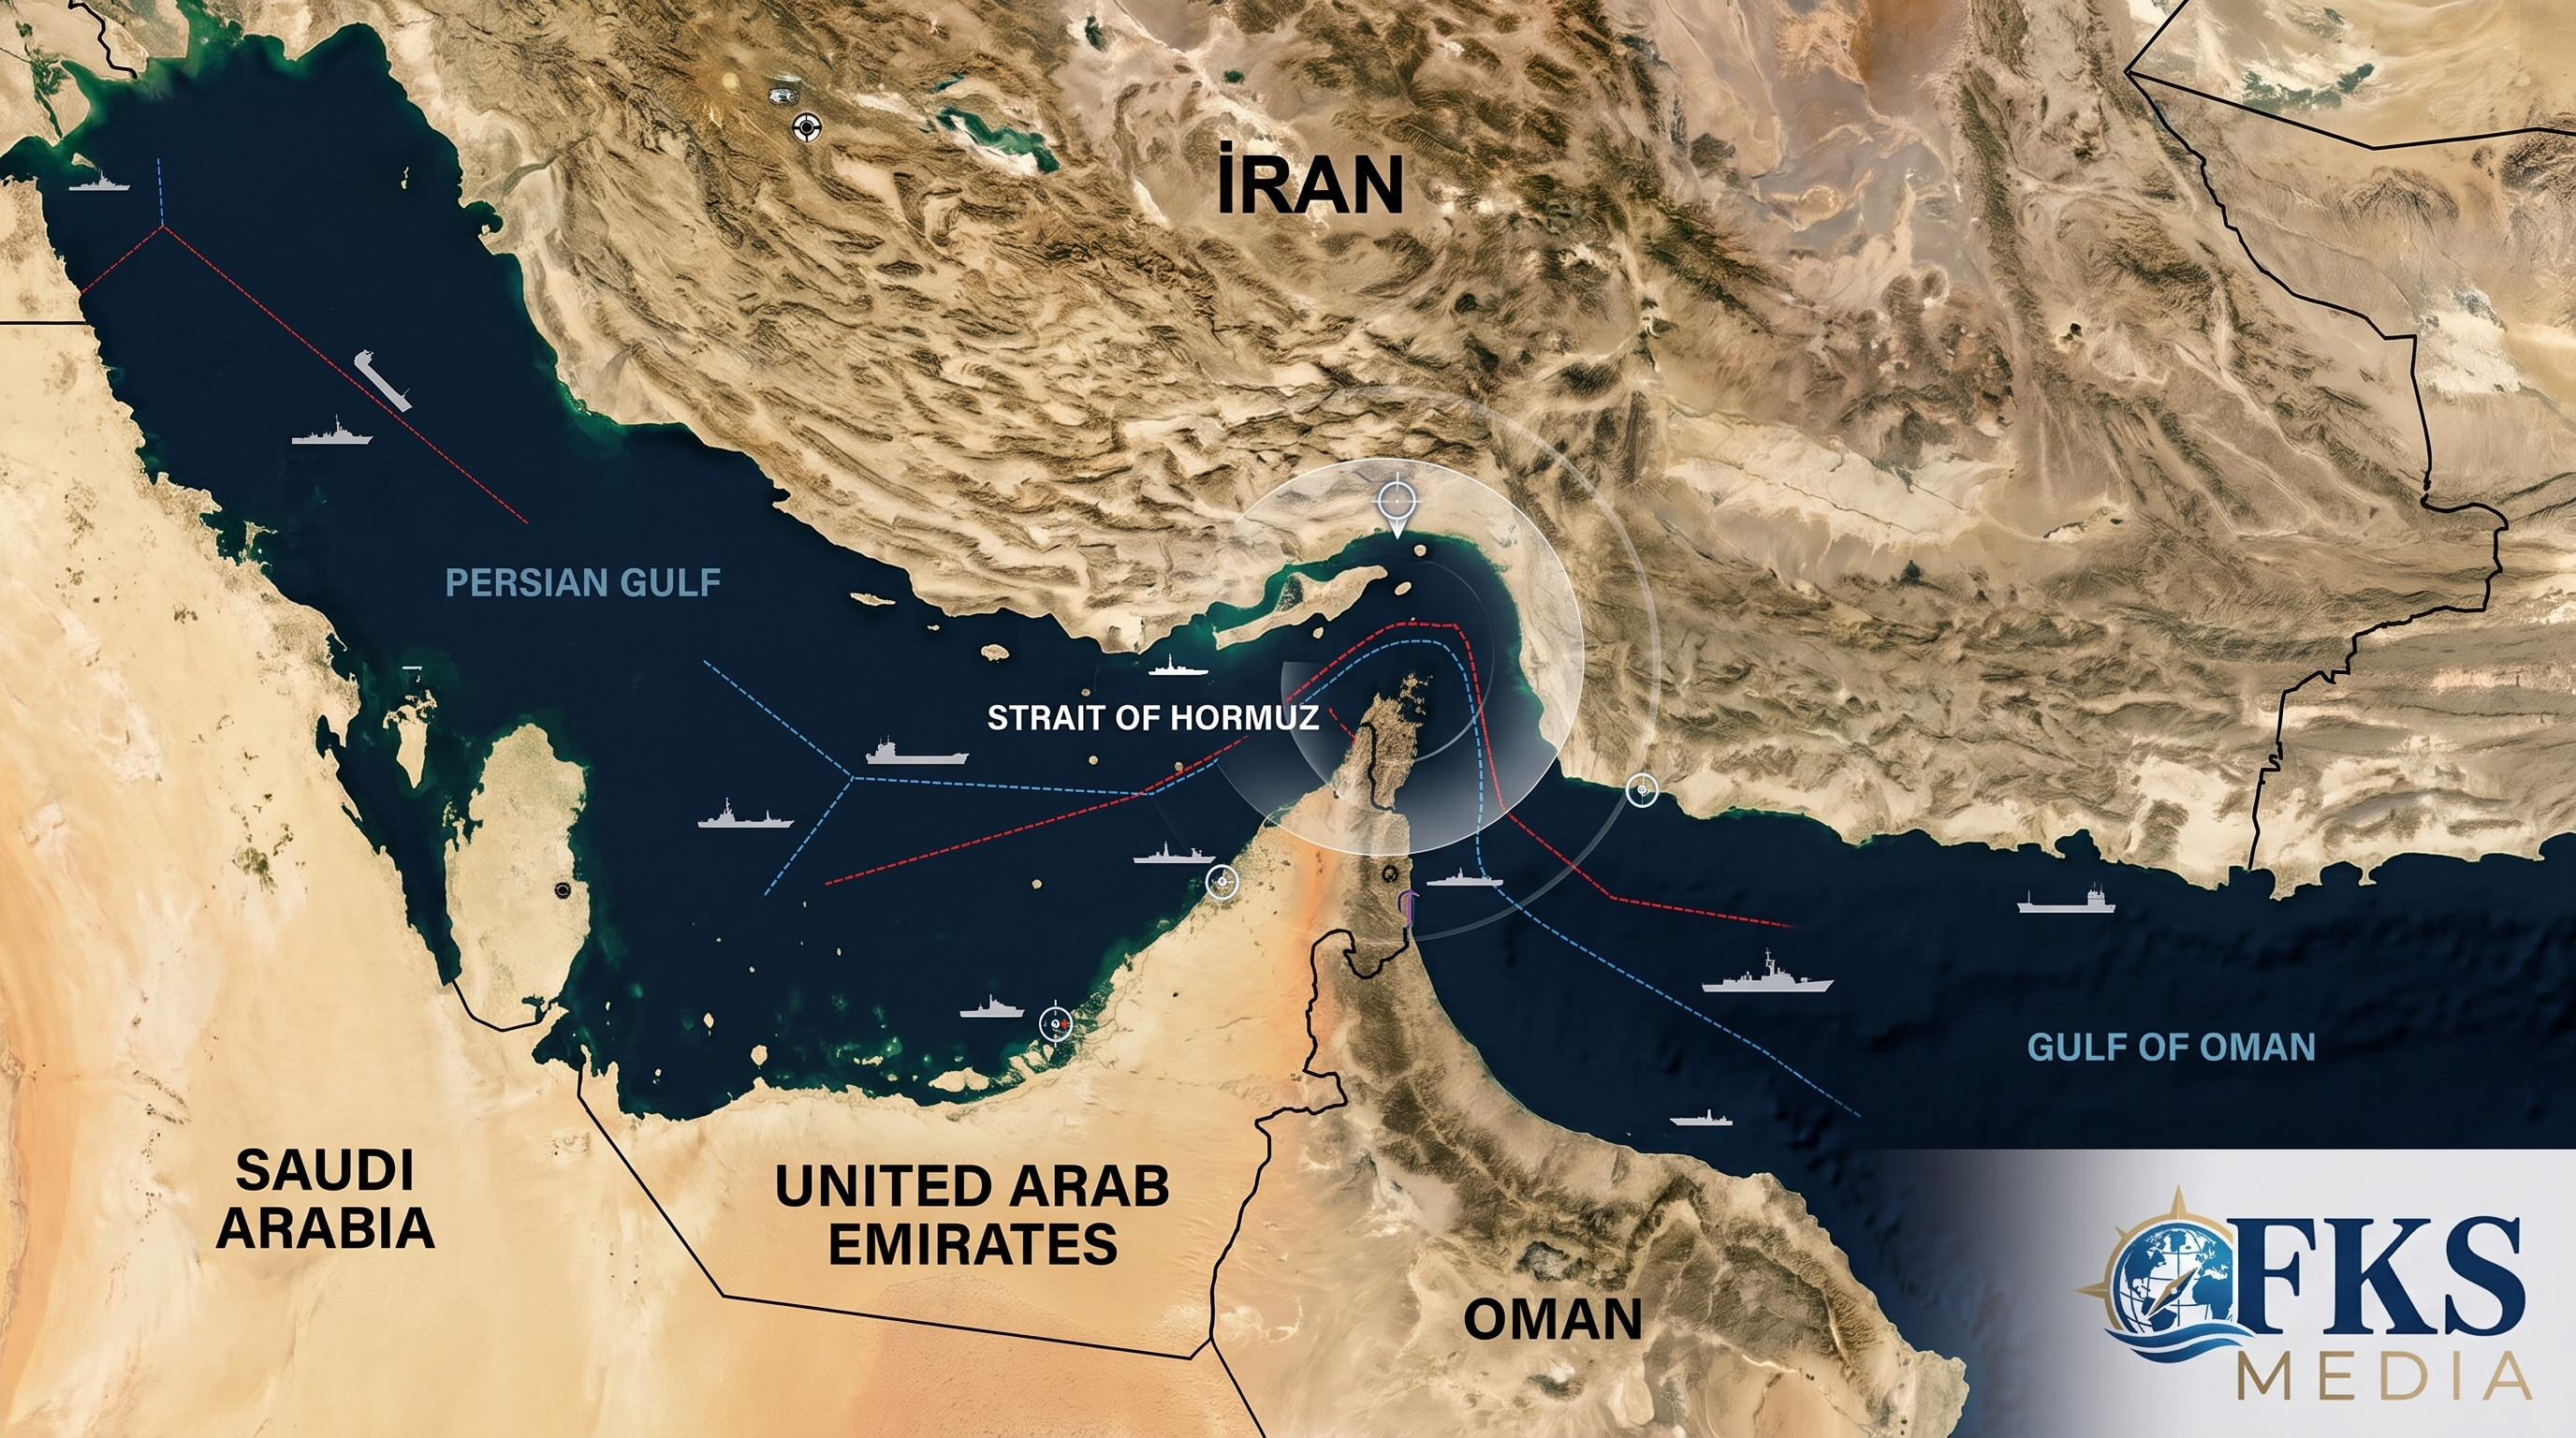 İRAN
PERSIAN GULF
STRAIT OF HORMUZ
GULF OF OMAN
SAUDI
ARABIA
UNITED ARAB
EMIRATES
OMAN
FKS
MEDIA